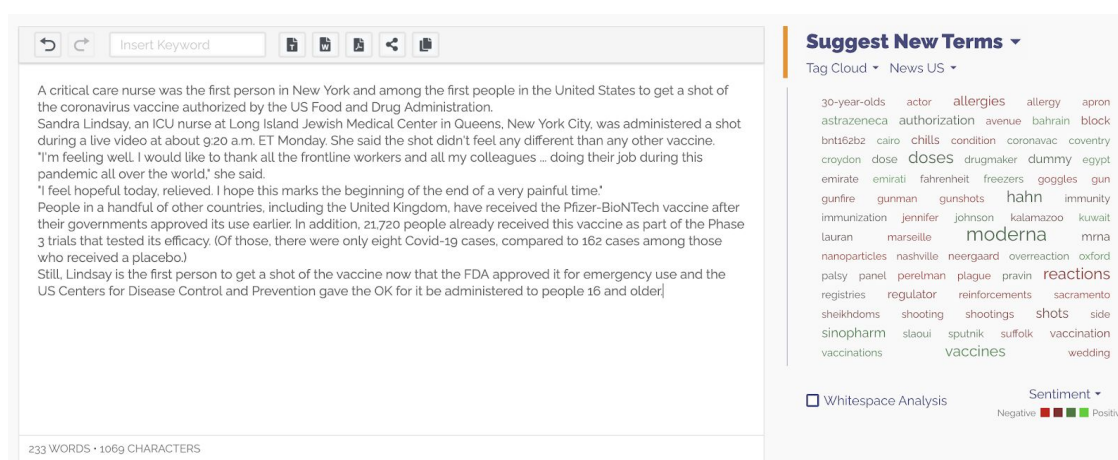 Insert Keyword
A critical care nurse was the first person in New York and among the first people in the United States to get a shot of
the coronavirus vaccine authorized by the US Food and Drug Administration.
Sandra Lindsay, an ICU nurse at Long Island Jewish Medical Center in Queens, New York City, was administered a shot
during a live video at about 9:20 a.m. ET Monday. She said the shot didn't feel any different than any other vaccine.
"I'm feeling well. I would like to thank all the frontline workers and all my colleagues ... doing their job during this
pandemic all over the world," she said.
"I feel hopeful today, relieved. I hope this marks the beginning of the end of a very painful time."
People in a handful of other countries, including the United Kingdom, have received the Pfizer-BioNTech vaccine after
their governments approved its use earlier. In addition, 21,720 people already received this vaccine as part of the Phase
3 trials that tested its efficacy. (Of those, there were only eight Covid-19 cases, compared to 162 cases among those
who received a placebo.)
Still, Lindsay is the first person to get a shot of the vaccine now that the FDA approved it for emergency use and the
US Centers for Disease Control and Prevention gave the OK for it be administered to people 16 and older.
233 WORDS • 1069 CHARACTERS
Suggest New Terms
Tag Cloud News US
30-year-olds actor allergies allergy apron
astrazeneca authorization avenue bahrain block
bnt162b2 cairo chills condition coronavac coventry
croydon dose doses drugmaker dummy egypt
emirate emirati fahrenheit freezers goggles gun
gunfire gunman gunshots hahn immunity
immunization jennifer johnson kalamazoo kuwait
lauran marseille moderna mrna
nanoparticles nashville neergaard overreaction oxford
palsy panel perelman plague pravin reactions
registries regulator reinforcements sacramento
sheikhdoms shooting shootings shots side
sinopharm slaoui sputnik suffolk vaccination
vaccinations vaccines wedding
Whitespace Analysis
Sentiment
Negative Positiv